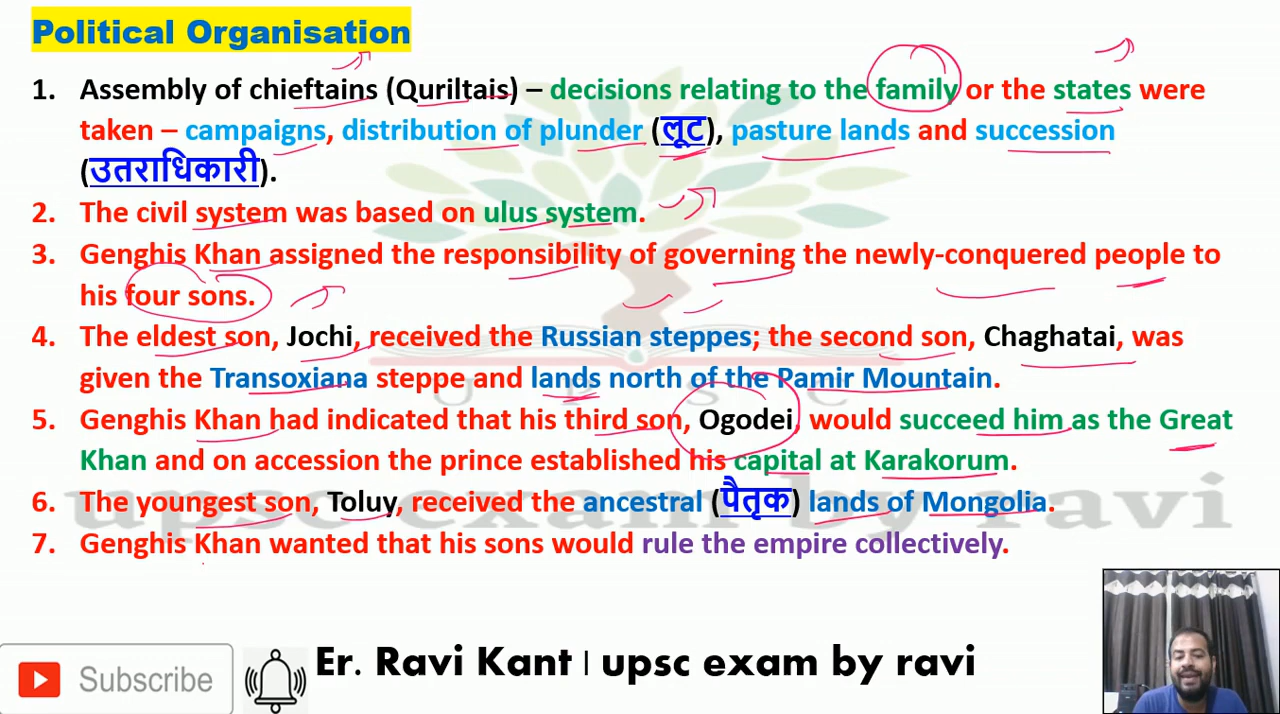 Political Organisation
1. Assembly of chieftains (Quriltais) – decisions relating to the family or the states were
taken – campaigns, distribution of plunder (लूट), pasture lands and succession
(उतराधिकारी).
2. The civil system was based on ulus system.
3. Genghis Khan assigned the responsibility of governing the newly-conquered people to
his four sons.
4. The eldest son, Jochi, received the Russian steppes; the second son, Chaghatai, was
given the Transoxiana steppe and lands north of the Pamir Mountain.
UPSC
5. Genghis Khan had indicated that his third son, Ogodei, would succeed him as the Great
Khan and on accession the prince established his capital at Karakorum.
6. The youngest son, Toluy, received the ancestral (पैतृक) lands of Mongolia.
upsc exam by ravi
7. Genghis Khan wanted that his sons would rule the empire collectively.
Subscribe
Er. Ravi Kant | upsc exam by ravi